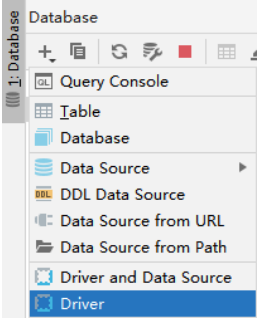 1: Database
Database
QL Query Console
Table
Database
Data Source
DDL DDL Data Source
Data Source from URL
Data Source from Path
Driver and Data Source
Driver